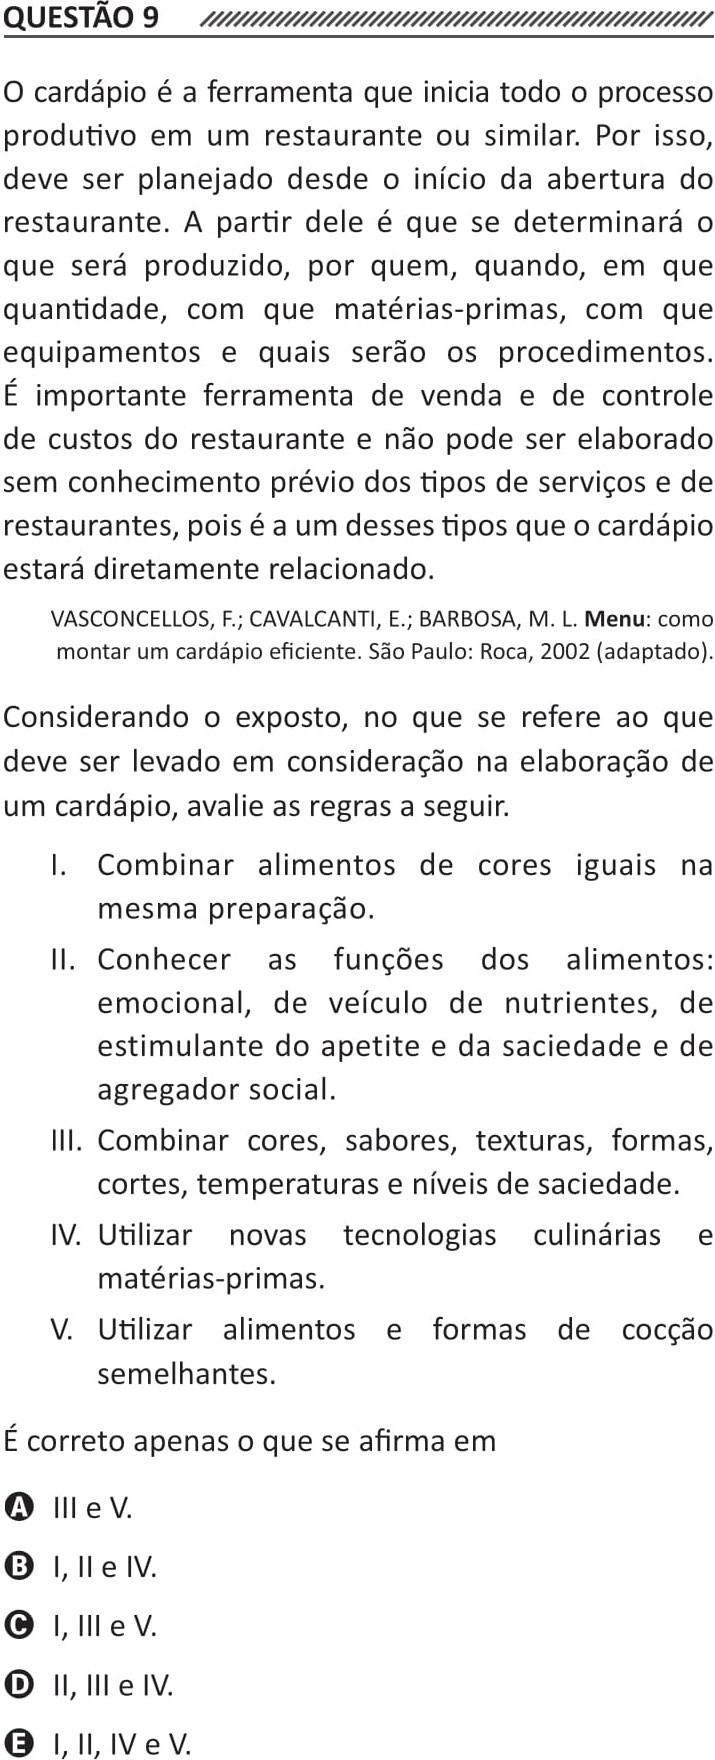 QUESTÃO 9
O cardápio é a ferramenta que inicia todo o processo
produtivo em um restaurante ou similar. Por isso,
deve ser planejado desde o início da abertura do
restaurante. A partir dele é que se determinará o
que será produzido, por quem, quando, em que
quantidade, com que matérias-primas, com que
equipamentos e quais serão os procedimentos.
É importante ferramenta de venda e de controle
de custos do restaurante e não pode ser elaborado
sem conhecimento prévio dos tipos de serviços e de
restaurantes, pois é a um desses tipos que o cardápio
estará diretamente relacionado.
VASCONCELLOS, F.; CAVALCANTI, E.; BARBOSA, M. L. Menu: como
montar um cardápio eficiente. São Paulo: Roca, 2002 (adaptado).
Considerando o exposto, no que se refere ao que
deve ser levado em consideração na elaboração de
um cardápio, avalie as regras a seguir.
I. Combinar alimentos de cores iguais na
mesma preparação.
II. Conhecer as funções dos alimentos:
emocional, de veículo de nutrientes, de
estimulante do apetite e da saciedade e de
agregador social.
III. Combinar cores, sabores, texturas, formas,
cortes, temperaturas e níveis de saciedade.
IV. Utilizar novas tecnologias culinárias e
matérias-primas.
V. Utilizar alimentos e formas de cocção
semelhantes.
É correto apenas o que se afirma em
A III e V.
B I, II e IV.
C I, III e V.
D II, III e IV.
E I, II, IV e V.